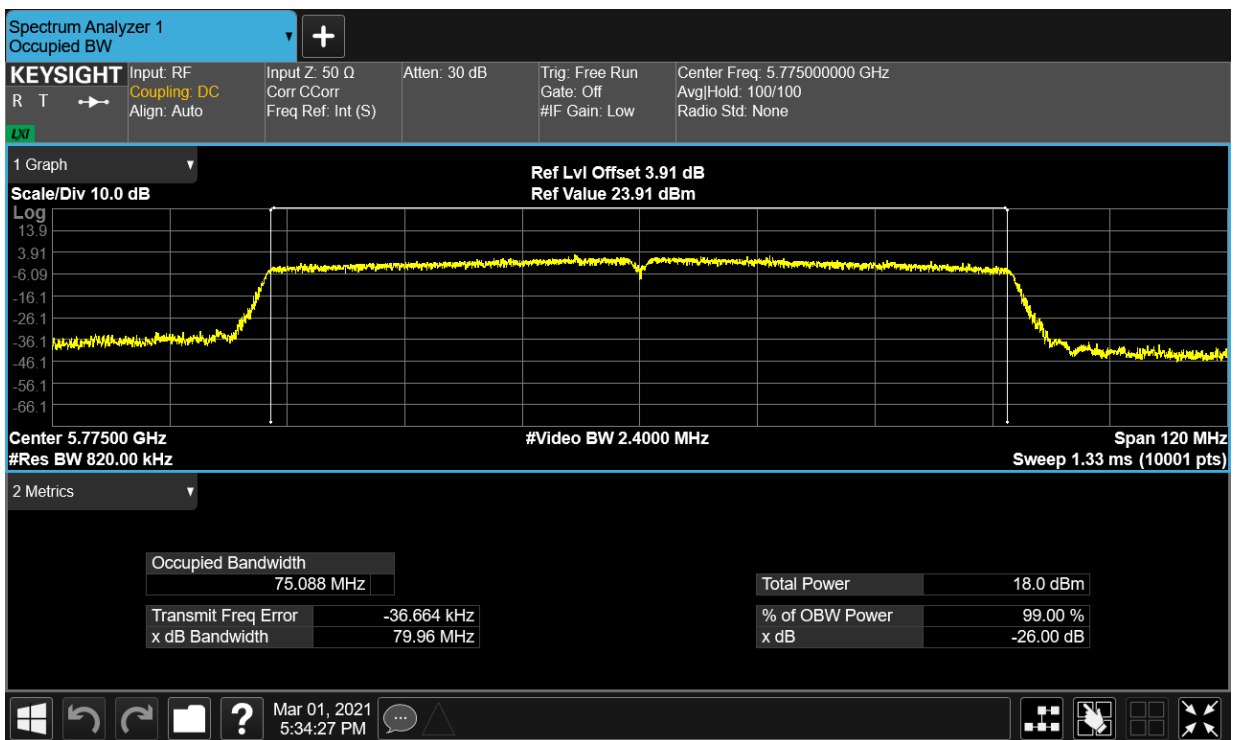 Spectrum Analyzer 1
Occupied BW
KEYSIGHT
R T
LXI
Input: RF
Coupling: DC
Align: Auto
Input Z: 50 Ω
Corr CCorr
Freq Ref: Int (S)
Atten: 30 dB
Trig: Free Run
Gate: Off
#IF Gain: Low
Center Freq: 5.775000000 GHz
Avg|Hold: 100/100
Radio Std: None
1 Graph
Scale/Div 10.0 dB
Ref Lvl Offset 3.91 dB
Ref Value 23.91 dBm
Log
13.9
3.91
-6.09
-16.1
-26.1
-36.1
-46.1
-56.1
-66.1
Center 5.77500 GHz
#Video BW 2.4000 MHz
Span 120 MHz
#Res BW 820.00 kHz
Sweep 1.33 ms (10001 pts)
2 Metrics
Occupied Bandwidth
75.088 MHz
Total Power 18.0 dBm
Transmit Freq Error -36.664 kHz
% of OBW Power 99.00 %
x dB Bandwidth 79.96 MHz
x dB -26.00 dB
?
Mar 01, 2021
5:34:27 PM